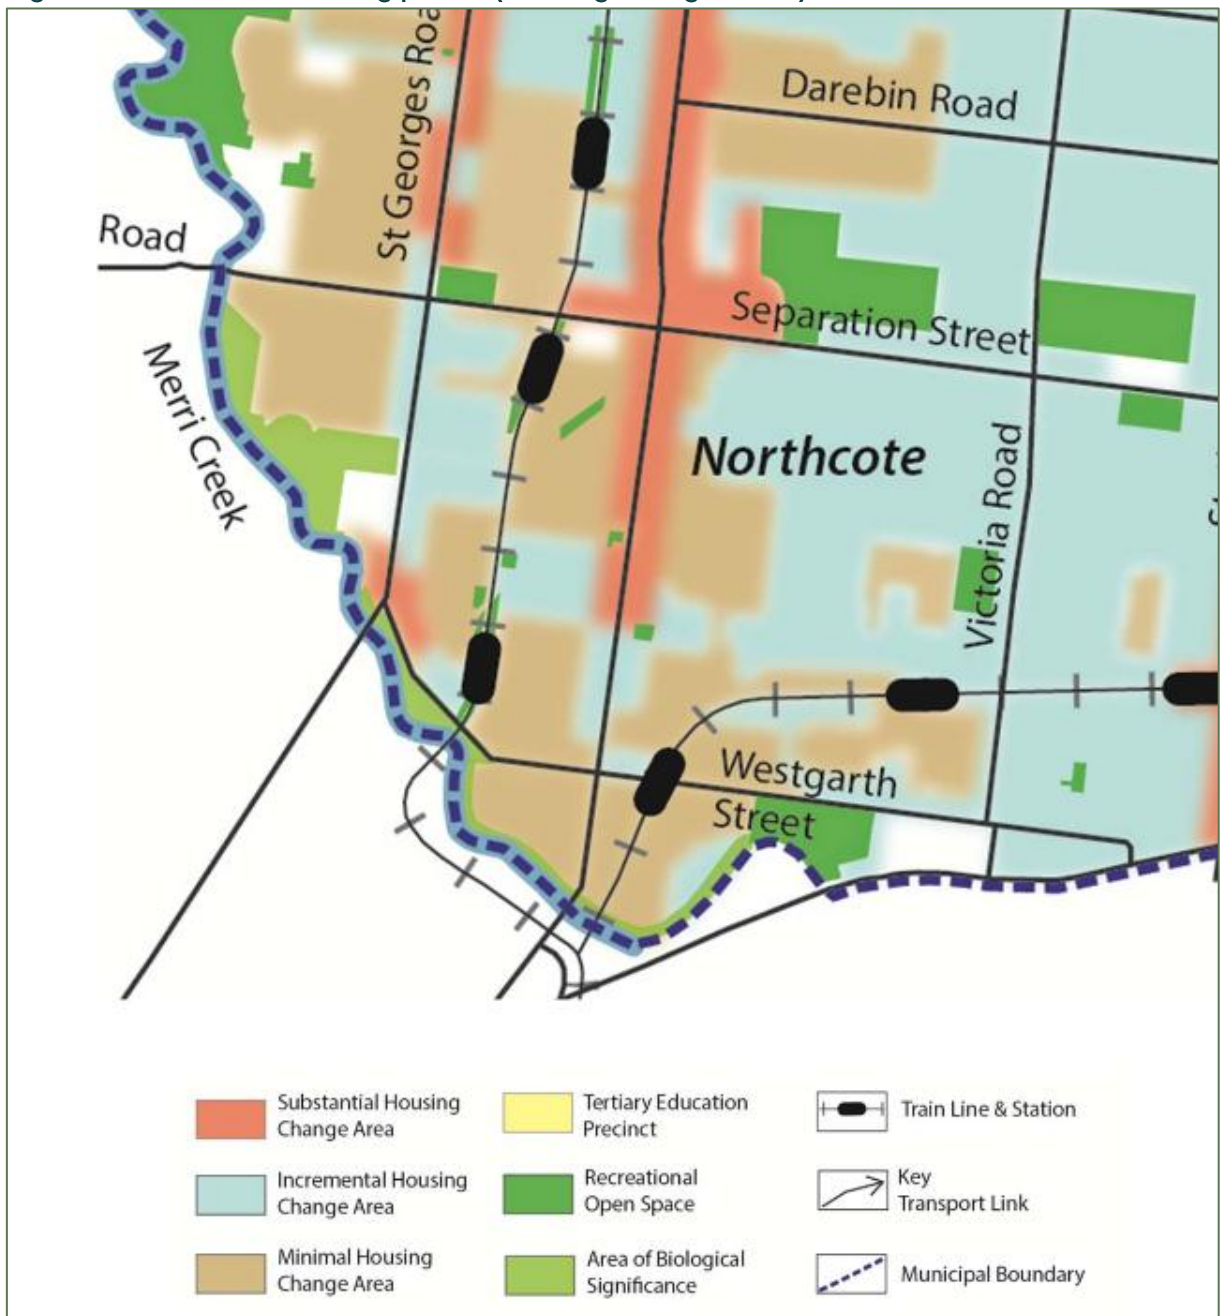 Darebin Road
St Georges Roa
Road
Separation Street
Merri Creek
Northcote
Victoria Road
Westgarth
Street
Substantial Housing
Change Area
Tertiary Education
Precinct
Train Line & Station
Incremental Housing
Change Area
Recreational
Open Space
Key
Transport Link
Minimal Housing
Change Area
Area of Biological
Significance
Municipal Boundary